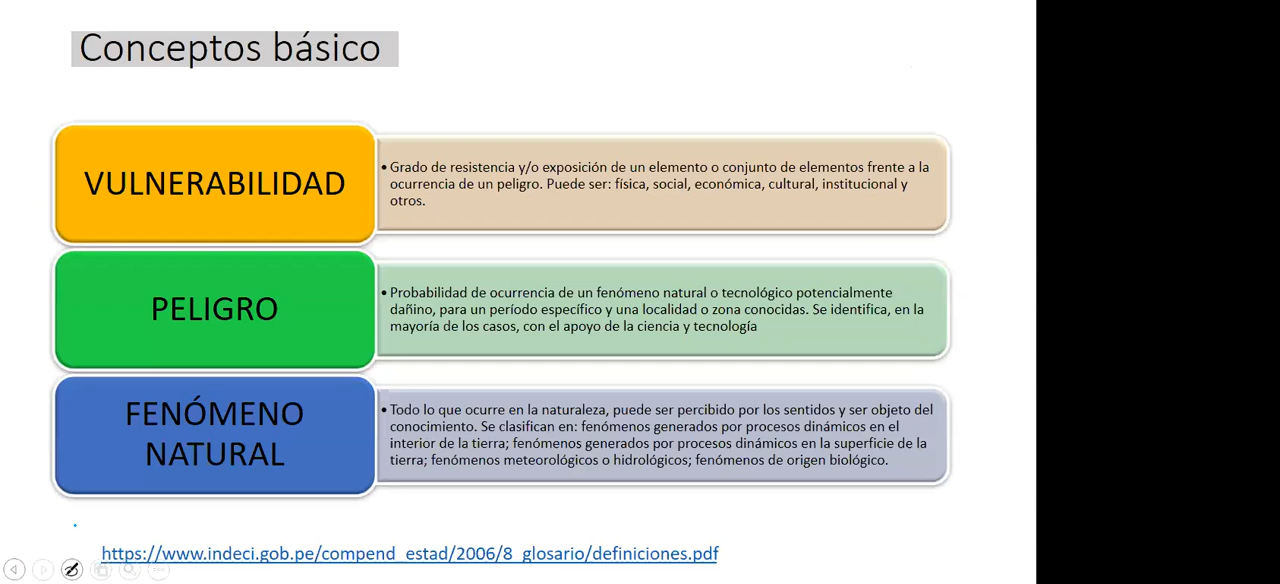 Conceptos básico
VULNERABILIDAD
• Grado de resistencia y/o exposición de un elemento o conjunto de elementos frente a la
ocurrencia de un peligro. Puede ser: física, social, económica, cultural, institucional y
otros.
PELIGRO
• Probabilidad de ocurrencia de un fenómeno natural o tecnológico potencialmente
dañino, para un período específico y una localidad o zona conocidas. Se identifica, en la
mayoría de los casos, con el apoyo de la ciencia y tecnología
FENÓMENO
NATURAL
• Todo lo que ocurre en la naturaleza, puede ser percibido por los sentidos y ser objeto del
conocimiento. Se clasifican en: fenómenos generados por procesos dinámicos en el
interior de la tierra; fenómenos generados por procesos dinámicos en la superficie de la
tierra; fenómenos meteorológicos o hidrológicos; fenómenos de origen biológico.
https://www.indeci.gob.pe/compend_estad/2006/8_glosario/definiciones.pdf